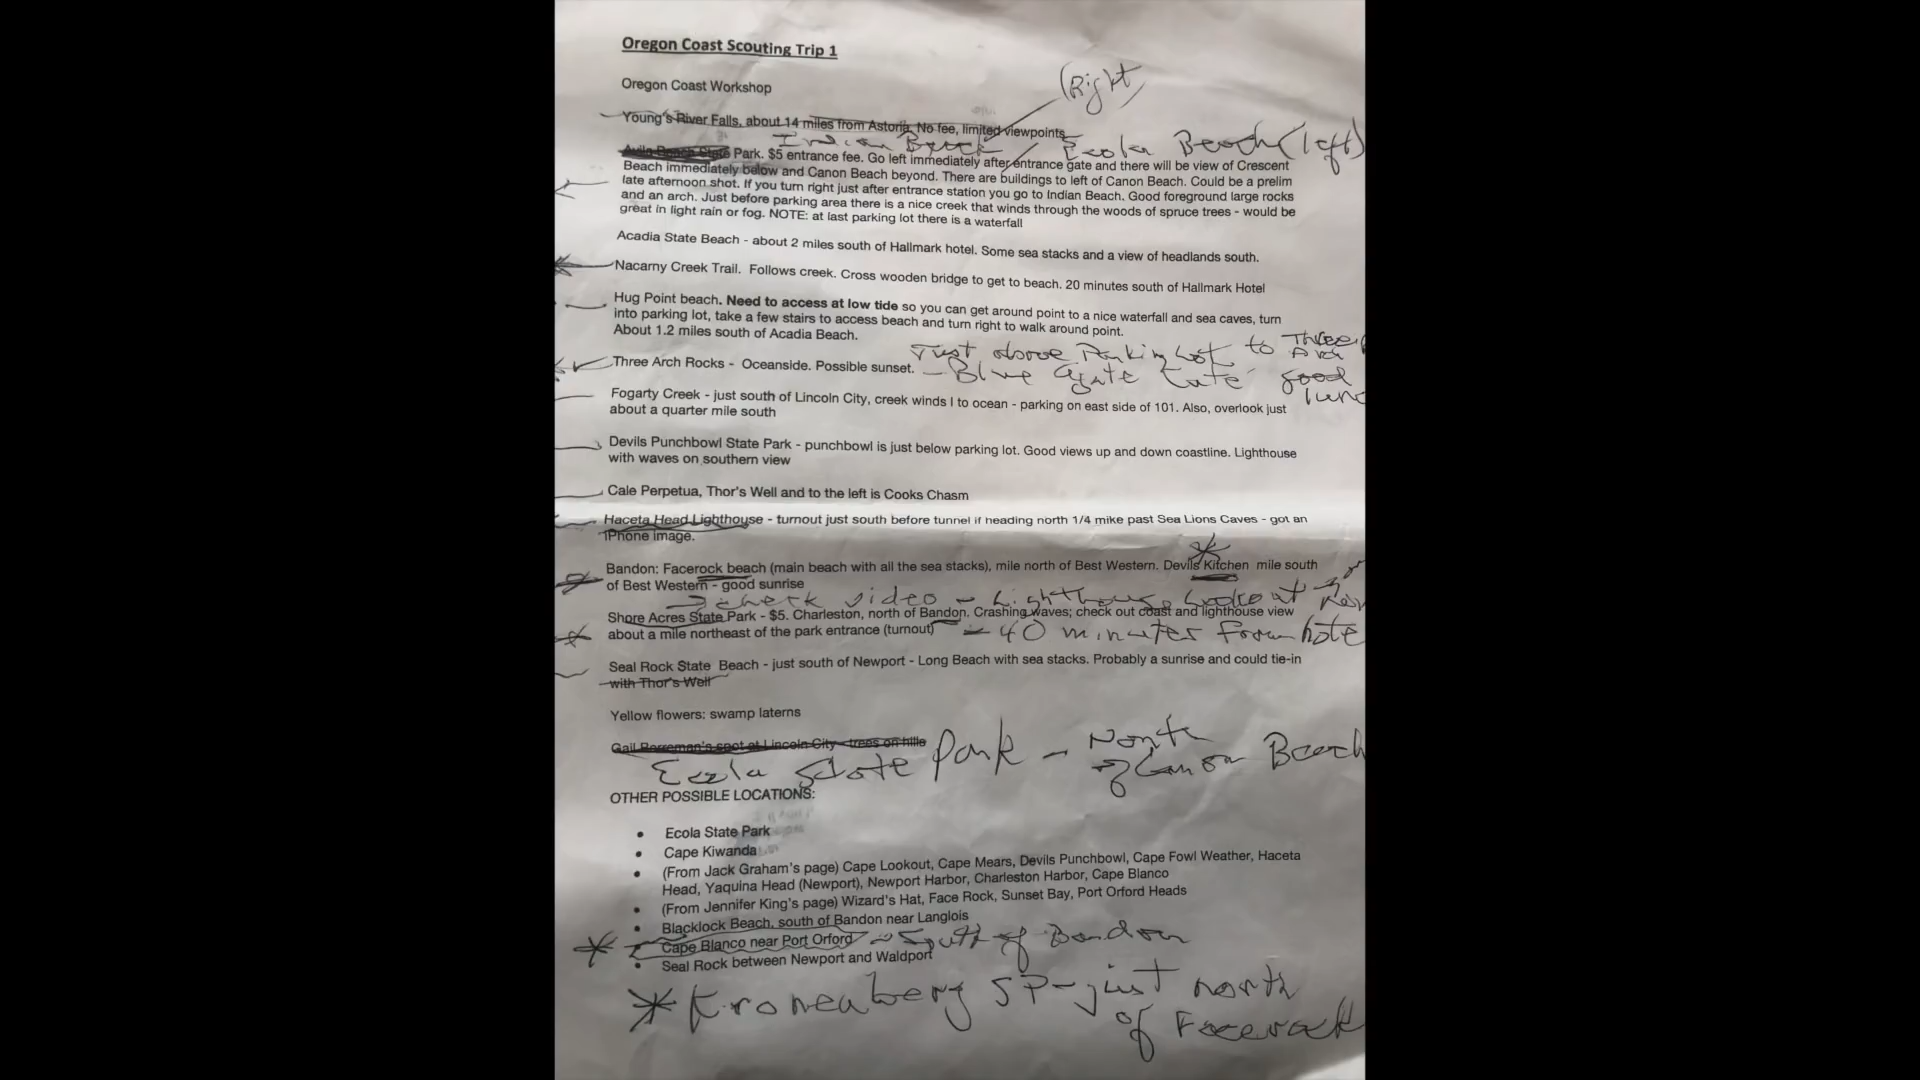 Oregon Coast Scouting Trip 1
Oregon Coast Workshop
(Right)
Young's River Falls, about 14 miles from Astoria. No fee, limited viewpoints
Indian Beach / Ecola Beach (left)
Avila Beach State Park. $5 entrance fee. Go left immediately after entrance gate and there will be view of Crescent
Beach immediately below and Canon Beach beyond. There are buildings to left of Canon Beach. Could be a prelim
late afternoon shot. If you turn right just after entrance station you go to Indian Beach. Good foreground large rocks
and an arch. Just before parking area there is a nice creek that winds through the woods of spruce trees - would be
great in light rain or fog. NOTE: at last parking lot there is a waterfall
Acadia State Beach - about 2 miles south of Hallmark hotel. Some sea stacks and a view of headlands south.
Nacarny Creek Trail. Follows creek. Cross wooden bridge to get to beach. 20 minutes south of Hallmark Hotel
Hug Point beach. Need to access at low tide so you can get around point to a nice waterfall and sea caves, turn
into parking lot, take a few stairs to access beach and turn right to walk around point.
About 1.2 miles south of Acadia Beach.
Just above Parking Lot to Three Arch
Three Arch Rocks - Oceanside. Possible sunset. - Blue Agate Cafe good
Fogarty Creek - just south of Lincoln City, creek winds I to ocean - parking on east side of 101. Also, overlook just
about a quarter mile south
Devils Punchbowl State Park - punchbowl is just below parking lot. Good views up and down coastline. Lighthouse
with waves on southern view
Cale Perpetua, Thor's Well and to the left is Cooks Chasm
Haceta Head Lighthouse - turnout just south before tunnel if heading north 1/4 mike past Sea Lions Caves - got an
iPhone image.
Bandon: Facerock beach (main beach with all the sea stacks), mile north of Best Western. Devils Kitchen mile south
of Best Western - good sunrise
check video - Lighthouse looks at
Shore Acres State Park - $5. Charleston, north of Bandon. Crashing waves; check out coast and lighthouse view
about a mile northeast of the park entrance (turnout) - 40 minutes from hote
Seal Rock State Beach - just south of Newport - Long Beach with sea stacks. Probably a sunrise and could tie-in
with Thor's Well
Yellow flowers: swamp laterns
Gail Berreman's spot at Lincoln City - trees on hille
Ecola State Park - North
of Canon Beach
OTHER POSSIBLE LOCATIONS:
• Ecola State Park
• Cape Kiwanda
• (From Jack Graham's page) Cape Lookout, Cape Mears, Devils Punchbowl, Cape Fowl Weather, Haceta
Head, Yaquina Head (Newport), Newport Harbor, Charleston Harbor, Cape Blanco
• (From Jennifer King's page) Wizard's Hat, Face Rock, Sunset Bay, Port Orford Heads
• Blacklock Beach, south of Bandon near Langlois
• Cape Blanco near Port Orford - South of Bandon
• Seal Rock between Newport and Waldport
* Kronenberg SP - just north
of Facerock